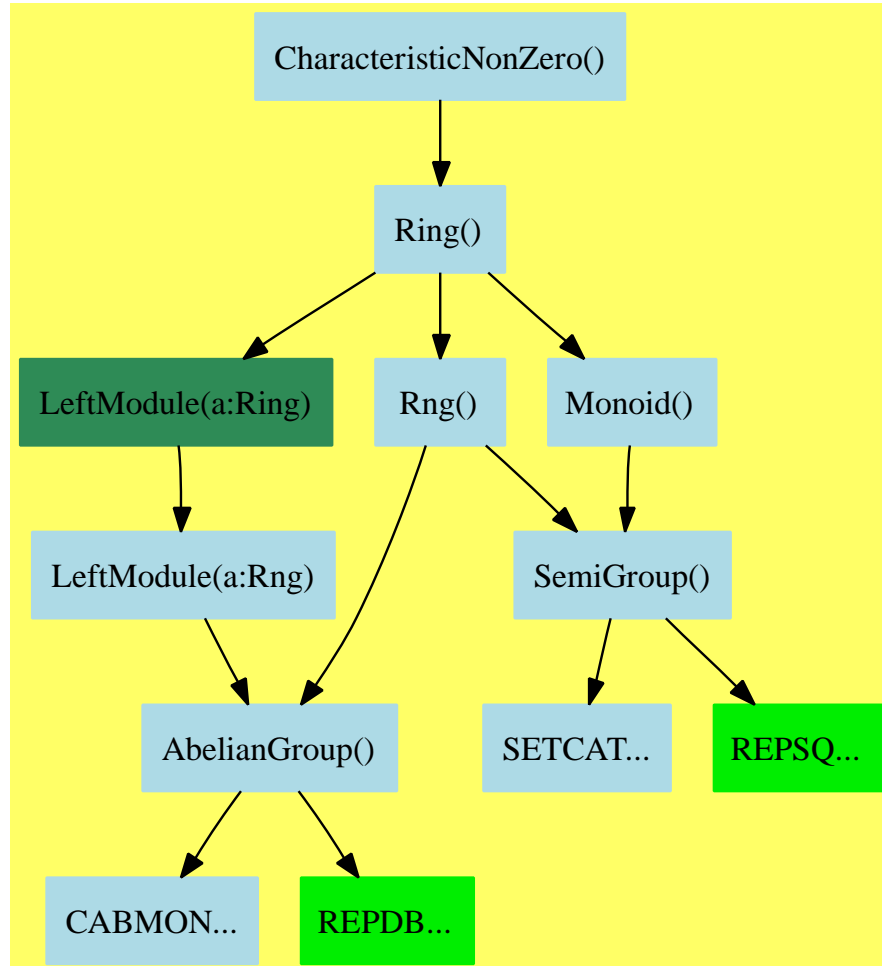 CharacteristicNonZero()
Ring()
LeftModule(a:Ring)
Rng()
Monoid()
LeftModule(a:Rng)
SemiGroup()
AbelianGroup()
SETCAT...
REPSQ...
CABMON...
REPDB...